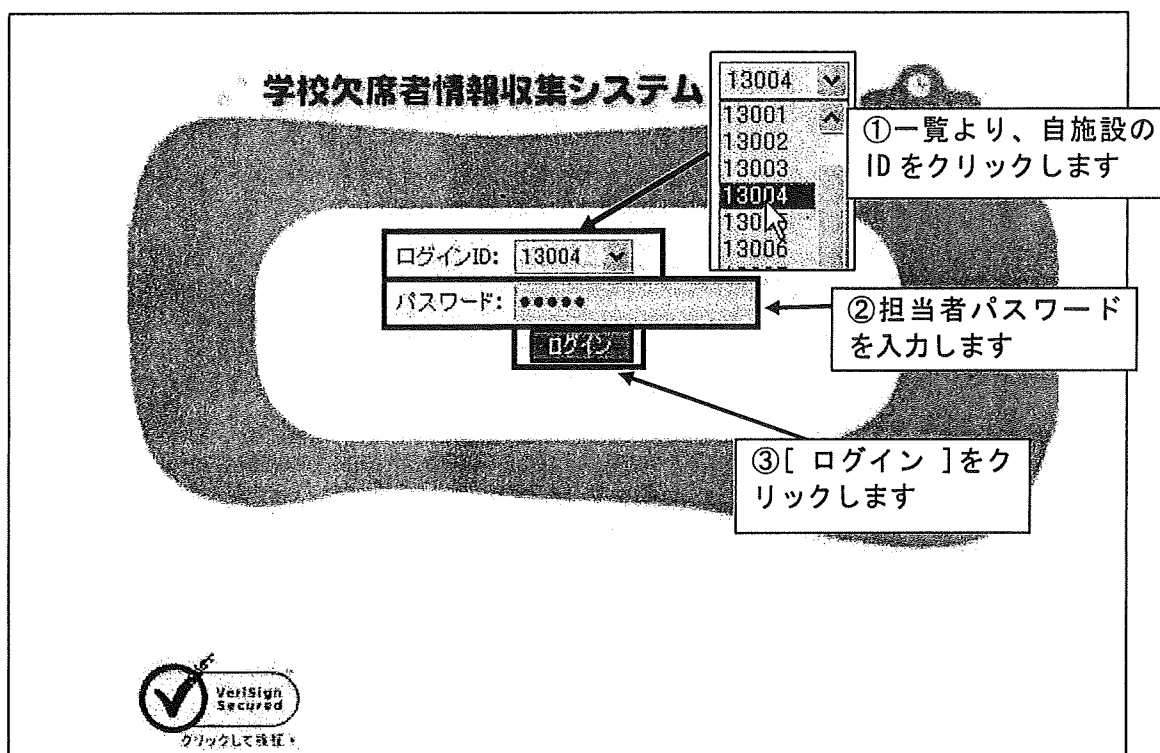 学校欠席者情報収集システム
13004
13001
13002
13003
13004
13005
13006
①一覧より、自施設の
IDをクリックします
ログインID: 13004
パスワード: •••••
ログイン
②担当者パスワード
を入力します
③[ ログイン ]をク
リックします
VeriSign
Secured
クリックして検証